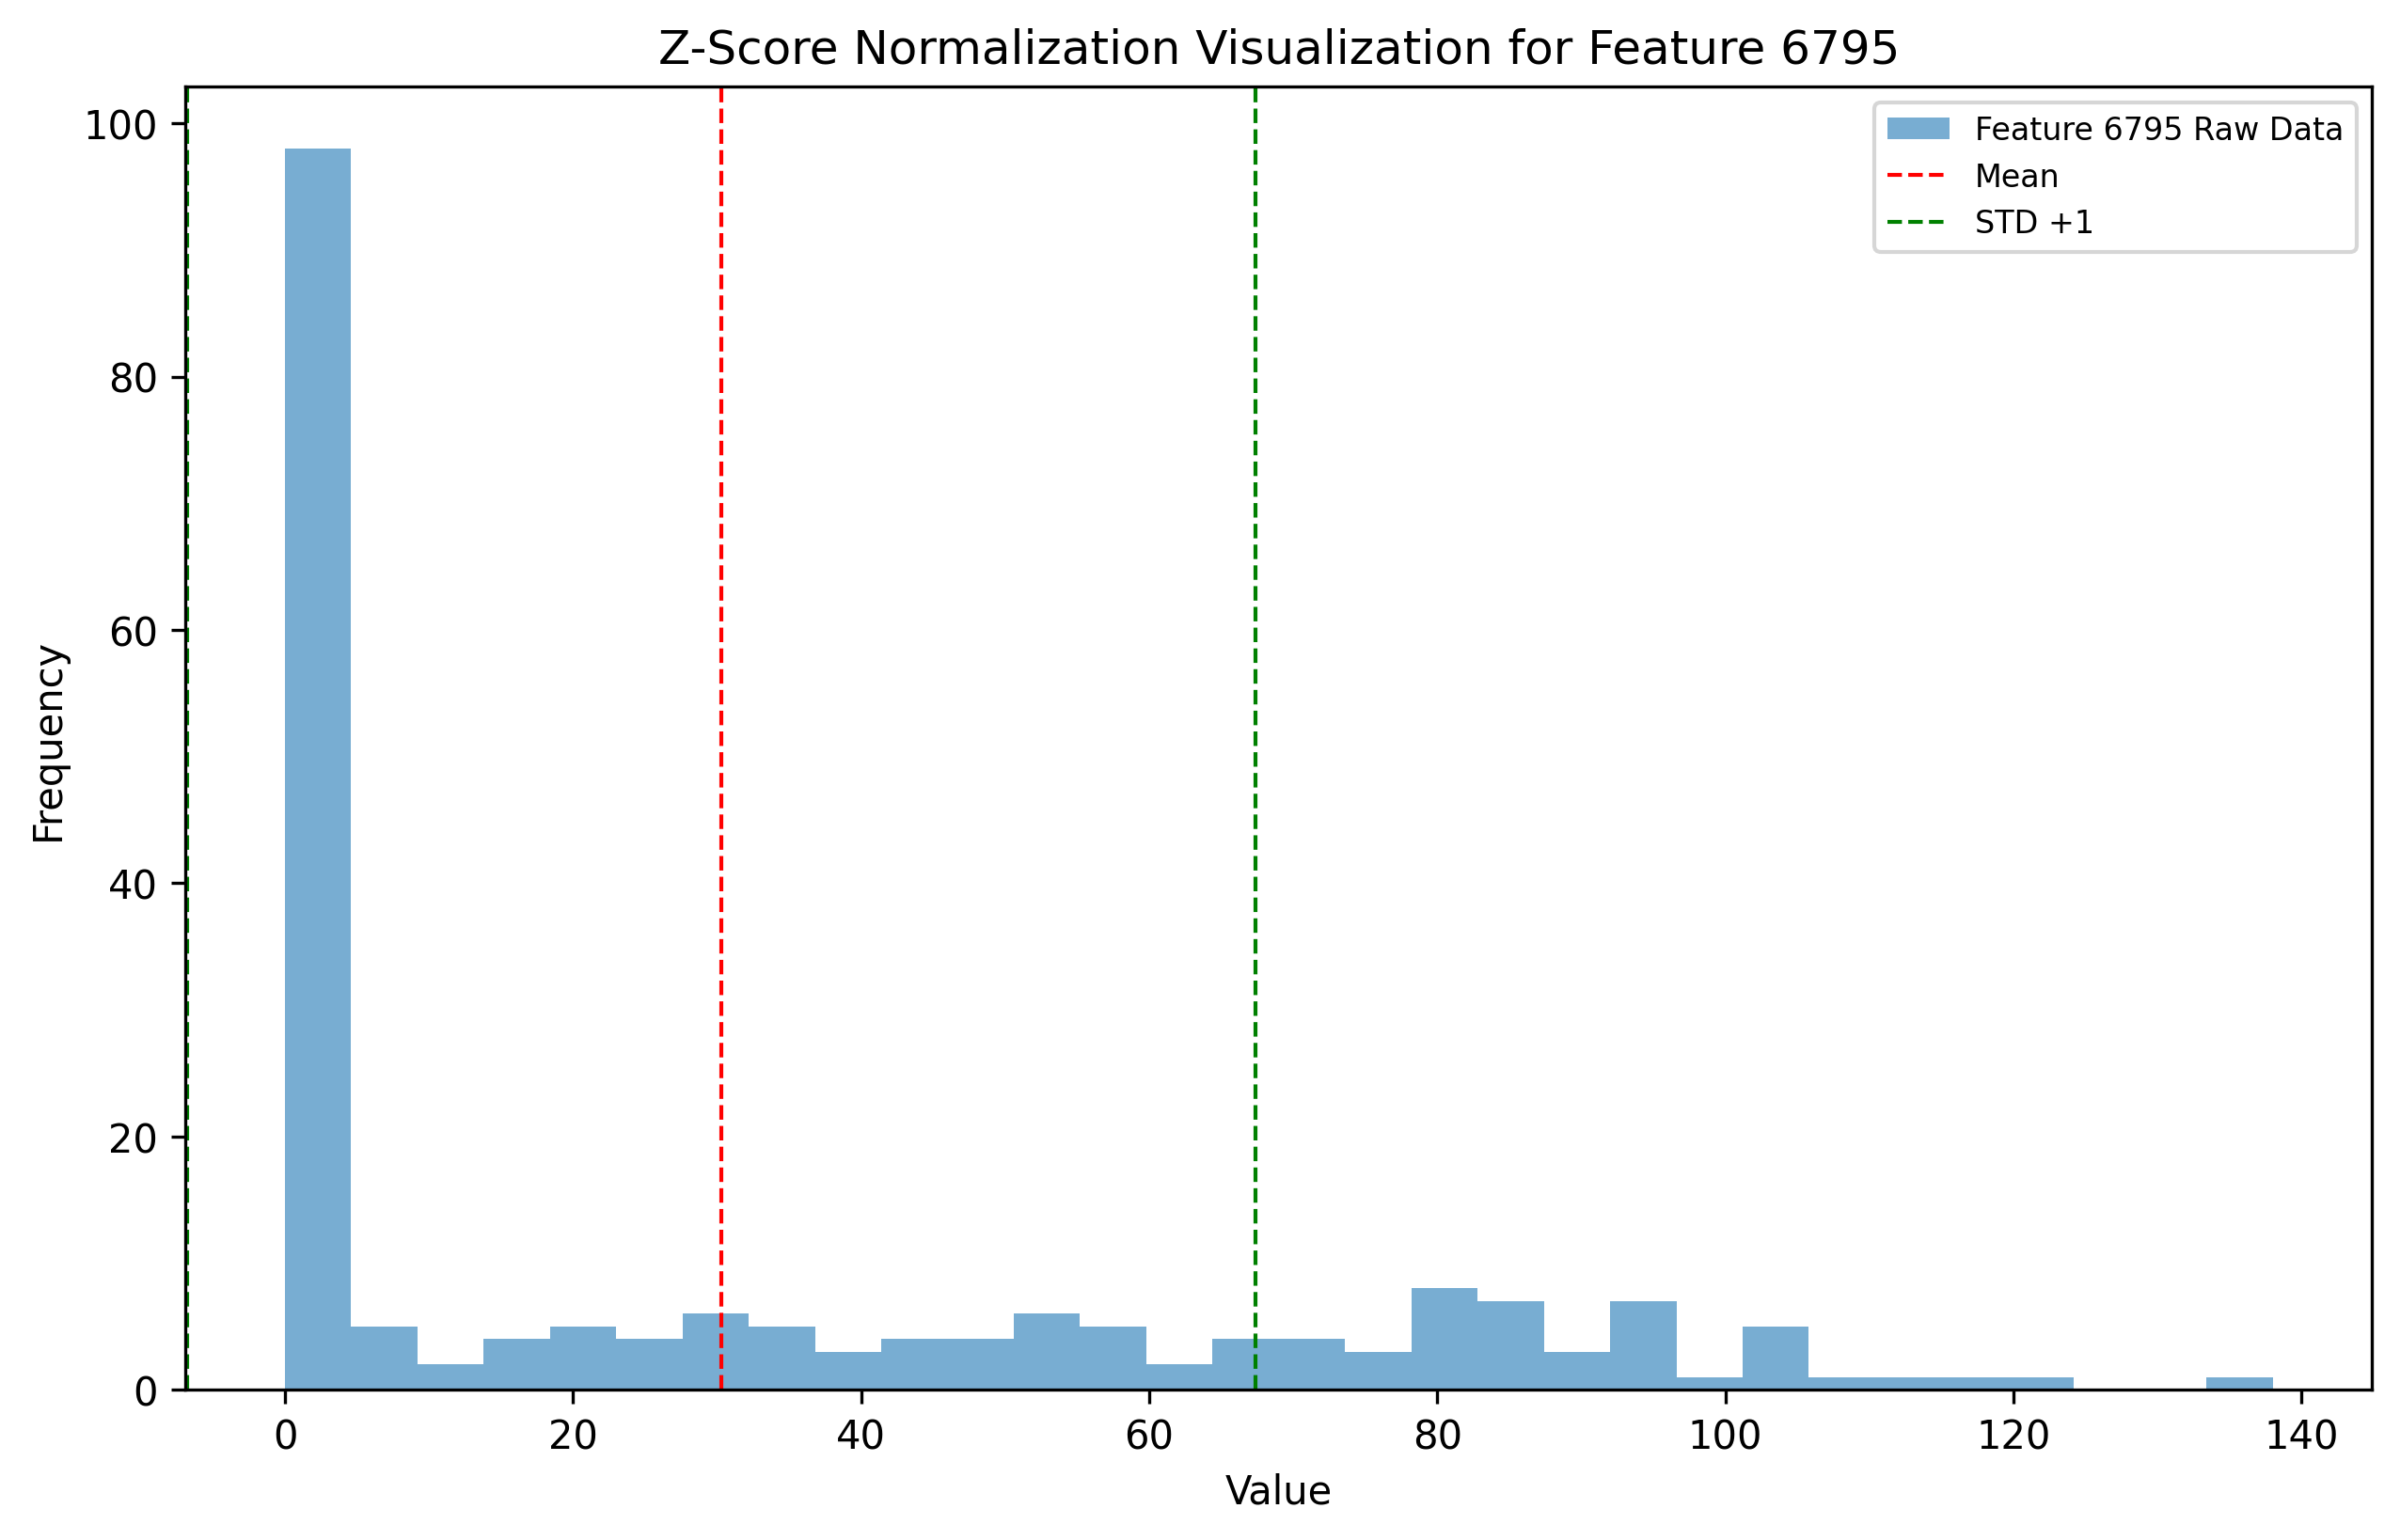 Z-Score Normalization Visualization for Feature 6795
Feature 6795 Raw Data
Mean
STD +1
100
80
60
40
20
0
Frequency
0 20 40 60 80 100 120 140
Value